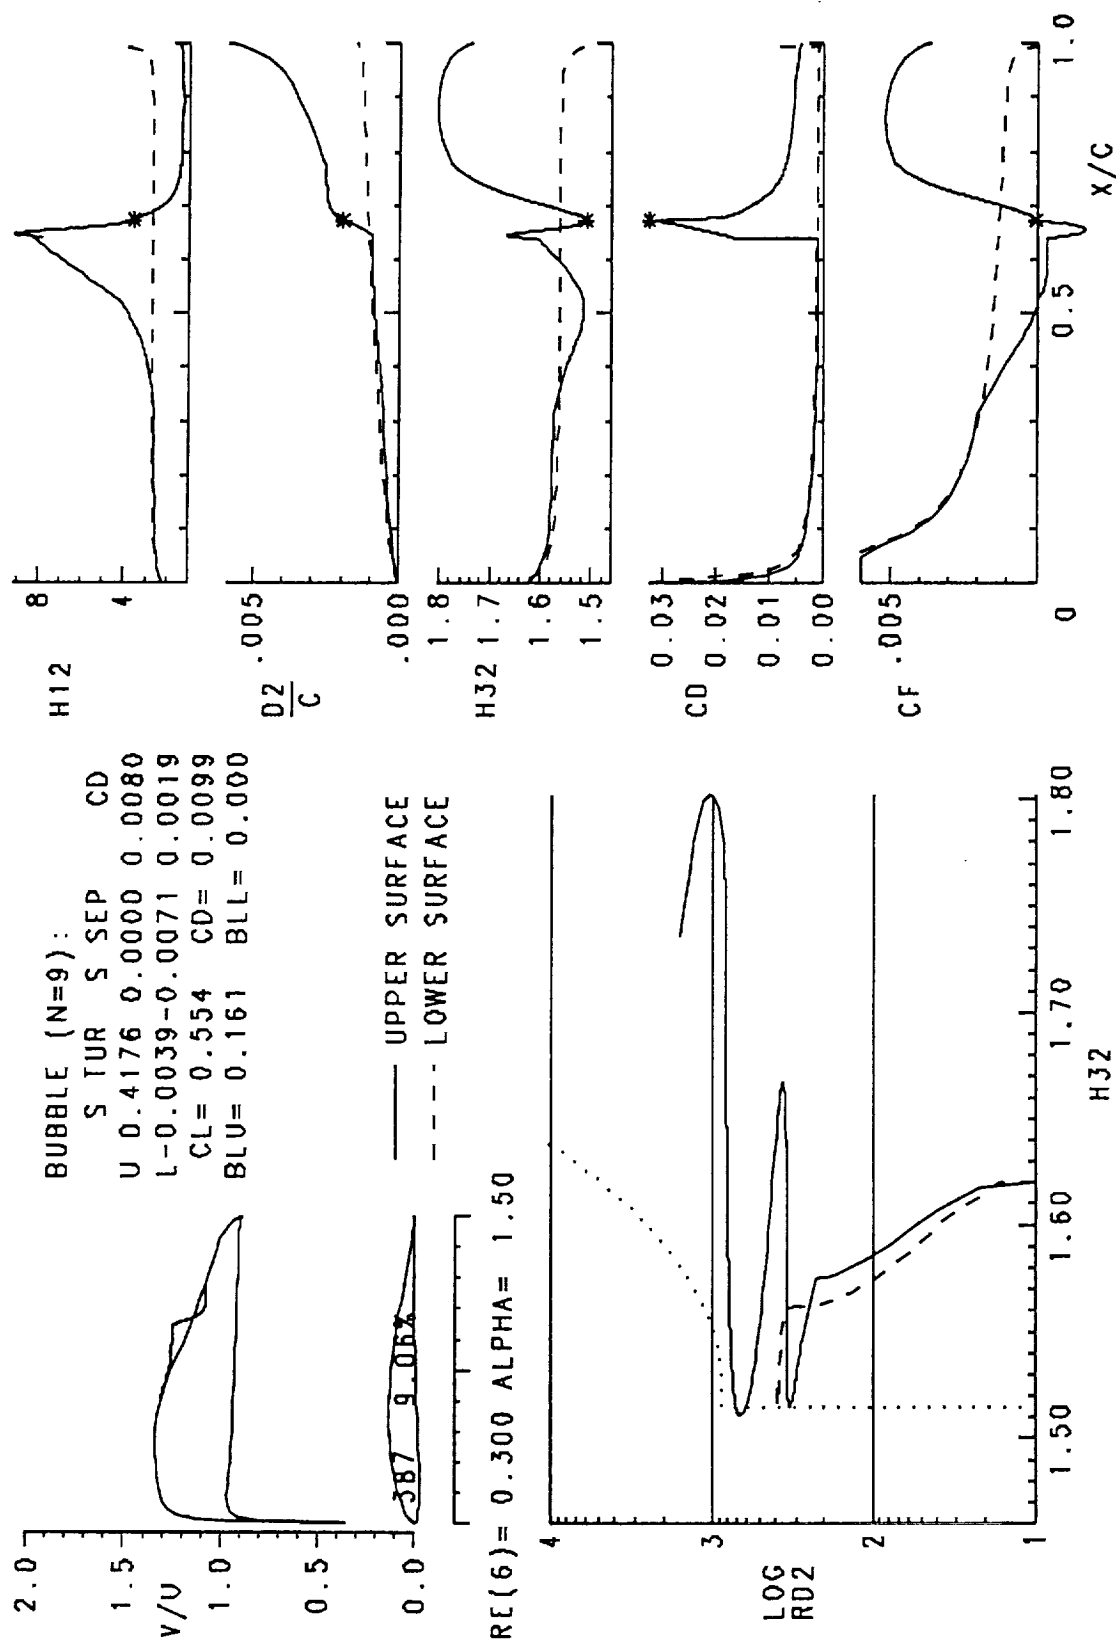 2.0
1.5
V/U
1.0
0.5
0.0
BUBBLE (N=9):
S TUR S SEP CD
U 0.4176 0.0000 0.0080
L-0.0039-0.0071 0.0019
CL= 0.554 CD= 0.0099
BLU= 0.161 BLL= 0.000
387 9.06%
UPPER SURFACE
LOWER SURFACE
RE(6)= 0.300 ALPHA= 1.50
4
3
LOG
RD2
2
1
1.50
1.60
1.70
1.80
H32
H12
8
4
D2
C
.005
.000
H32
1.8
1.7
1.6
1.5
CD
0.03
0.02
0.01
0.00
CF
.005
0
0.5
1.0
X/C